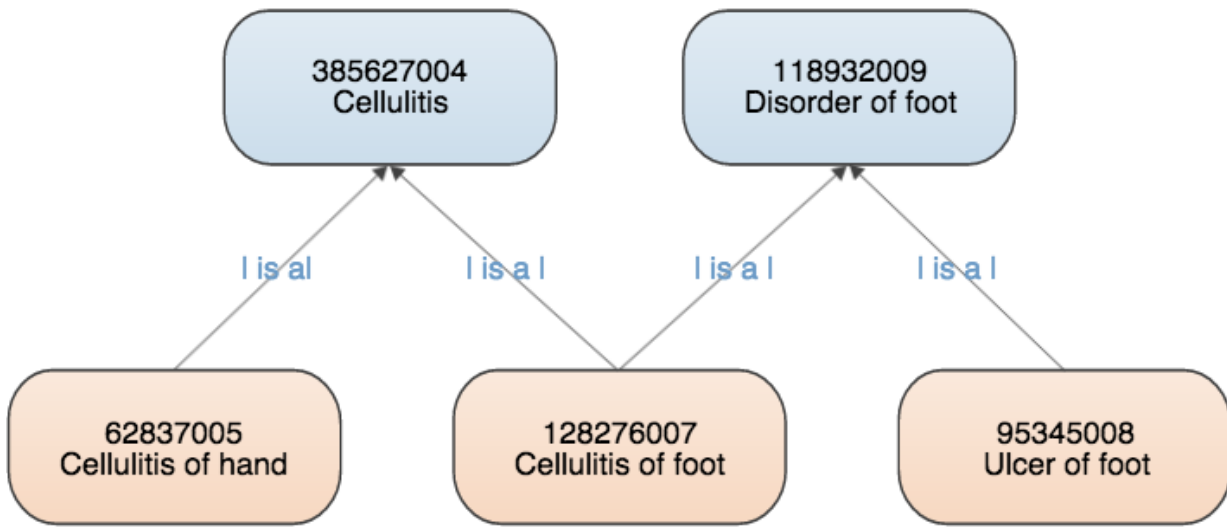 385627004
Cellulitis
118932009
Disorder of foot
l is al
l is a l
l is a l
l is a l
62837005
Cellulitis of hand
128276007
Cellulitis of foot
95345008
Ulcer of foot